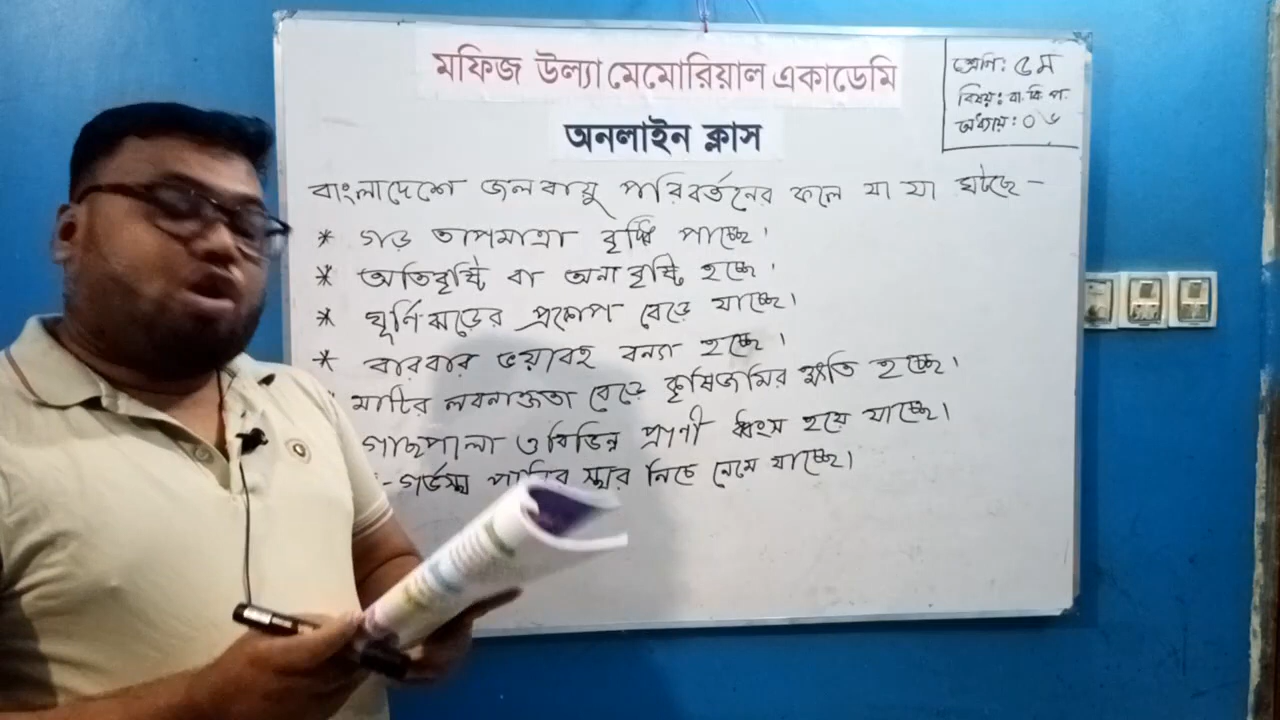 মফিজ উল্যা মেমোরিয়াল একাডেমি
অনলাইন ক্লাস
শ্রেণি: ৫ম
বিষয়: বা. বি. প.
অধ্যায়: ০৬
বাংলাদেশে জলবায়ু পরিবর্তনের ফলে যা যা ঘটছে -
* গড় তাপমাত্রা বৃদ্ধি পাচ্ছে।
* অতিবৃষ্টি বা অনাবৃষ্টি হচ্ছে।
* ঘূর্ণিঝড়ের প্রকোপ বেড়ে যাচ্ছে।
* বারবার ভয়াবহ বন্যা হচ্ছে।
মাটির লবনাক্ততা বেড়ে কৃষিজমির ক্ষতি হচ্ছে।
গাছপালা ও বিভিন্ন প্রাণী ধ্বংস হয়ে যাচ্ছে।
-গর্ভস্থ পানির স্তর নিচে নেমে যাচ্ছে।